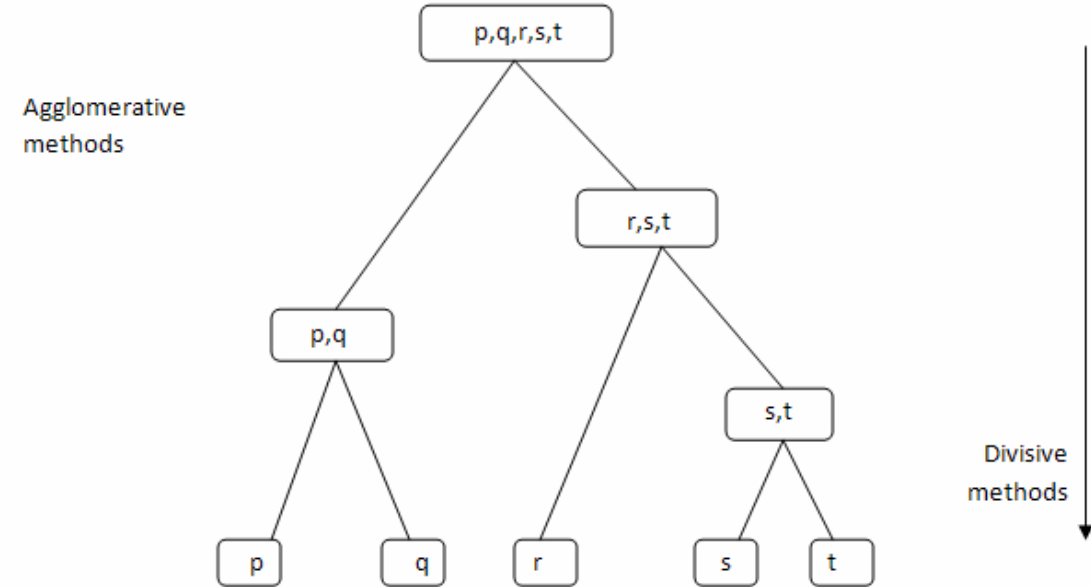 p,q,r,s,t
Agglomerative
methods
r,s,t
p,q
s,t
Divisive
methods
p
q
r
s
t